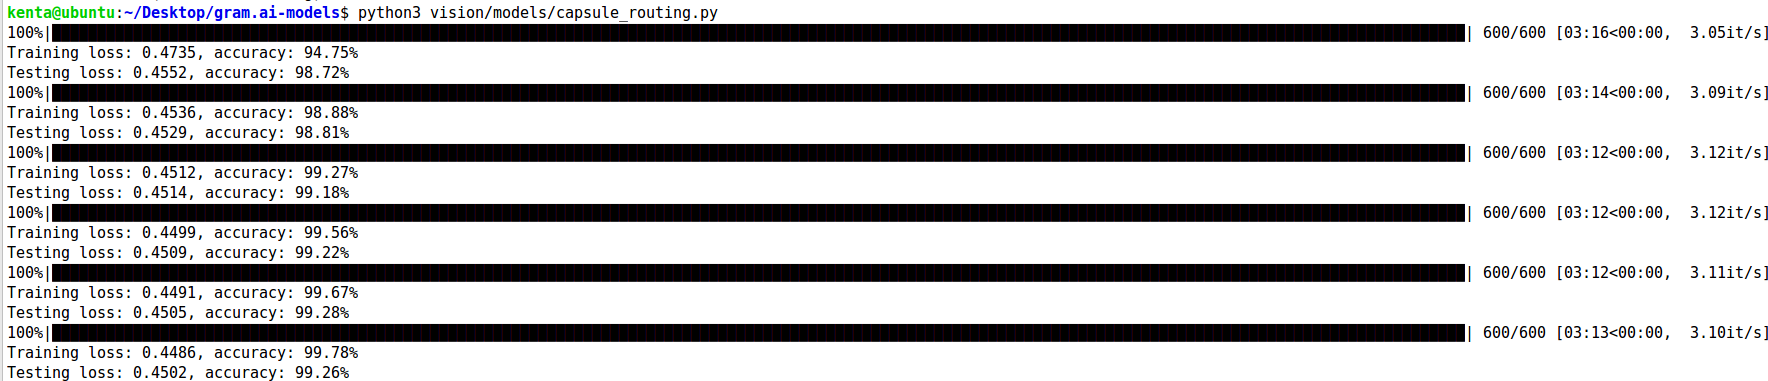 kenta@ubuntu:~/Desktop/gram.ai-models$ python3 vision/models/capsule_routing.py
100%|██████████| 600/600 [03:16<00:00,  3.05it/s]
Training loss: 0.4735, accuracy: 94.75%
Testing loss: 0.4552, accuracy: 98.72%
100%|██████████| 600/600 [03:14<00:00,  3.09it/s]
Training loss: 0.4536, accuracy: 98.88%
Testing loss: 0.4529, accuracy: 98.81%
100%|██████████| 600/600 [03:12<00:00,  3.12it/s]
Training loss: 0.4512, accuracy: 99.27%
Testing loss: 0.4514, accuracy: 99.18%
100%|██████████| 600/600 [03:12<00:00,  3.12it/s]
Training loss: 0.4499, accuracy: 99.56%
Testing loss: 0.4509, accuracy: 99.22%
100%|██████████| 600/600 [03:12<00:00,  3.11it/s]
Training loss: 0.4491, accuracy: 99.67%
Testing loss: 0.4505, accuracy: 99.28%
100%|██████████| 600/600 [03:13<00:00,  3.10it/s]
Training loss: 0.4486, accuracy: 99.78%
Testing loss: 0.4502, accuracy: 99.26%